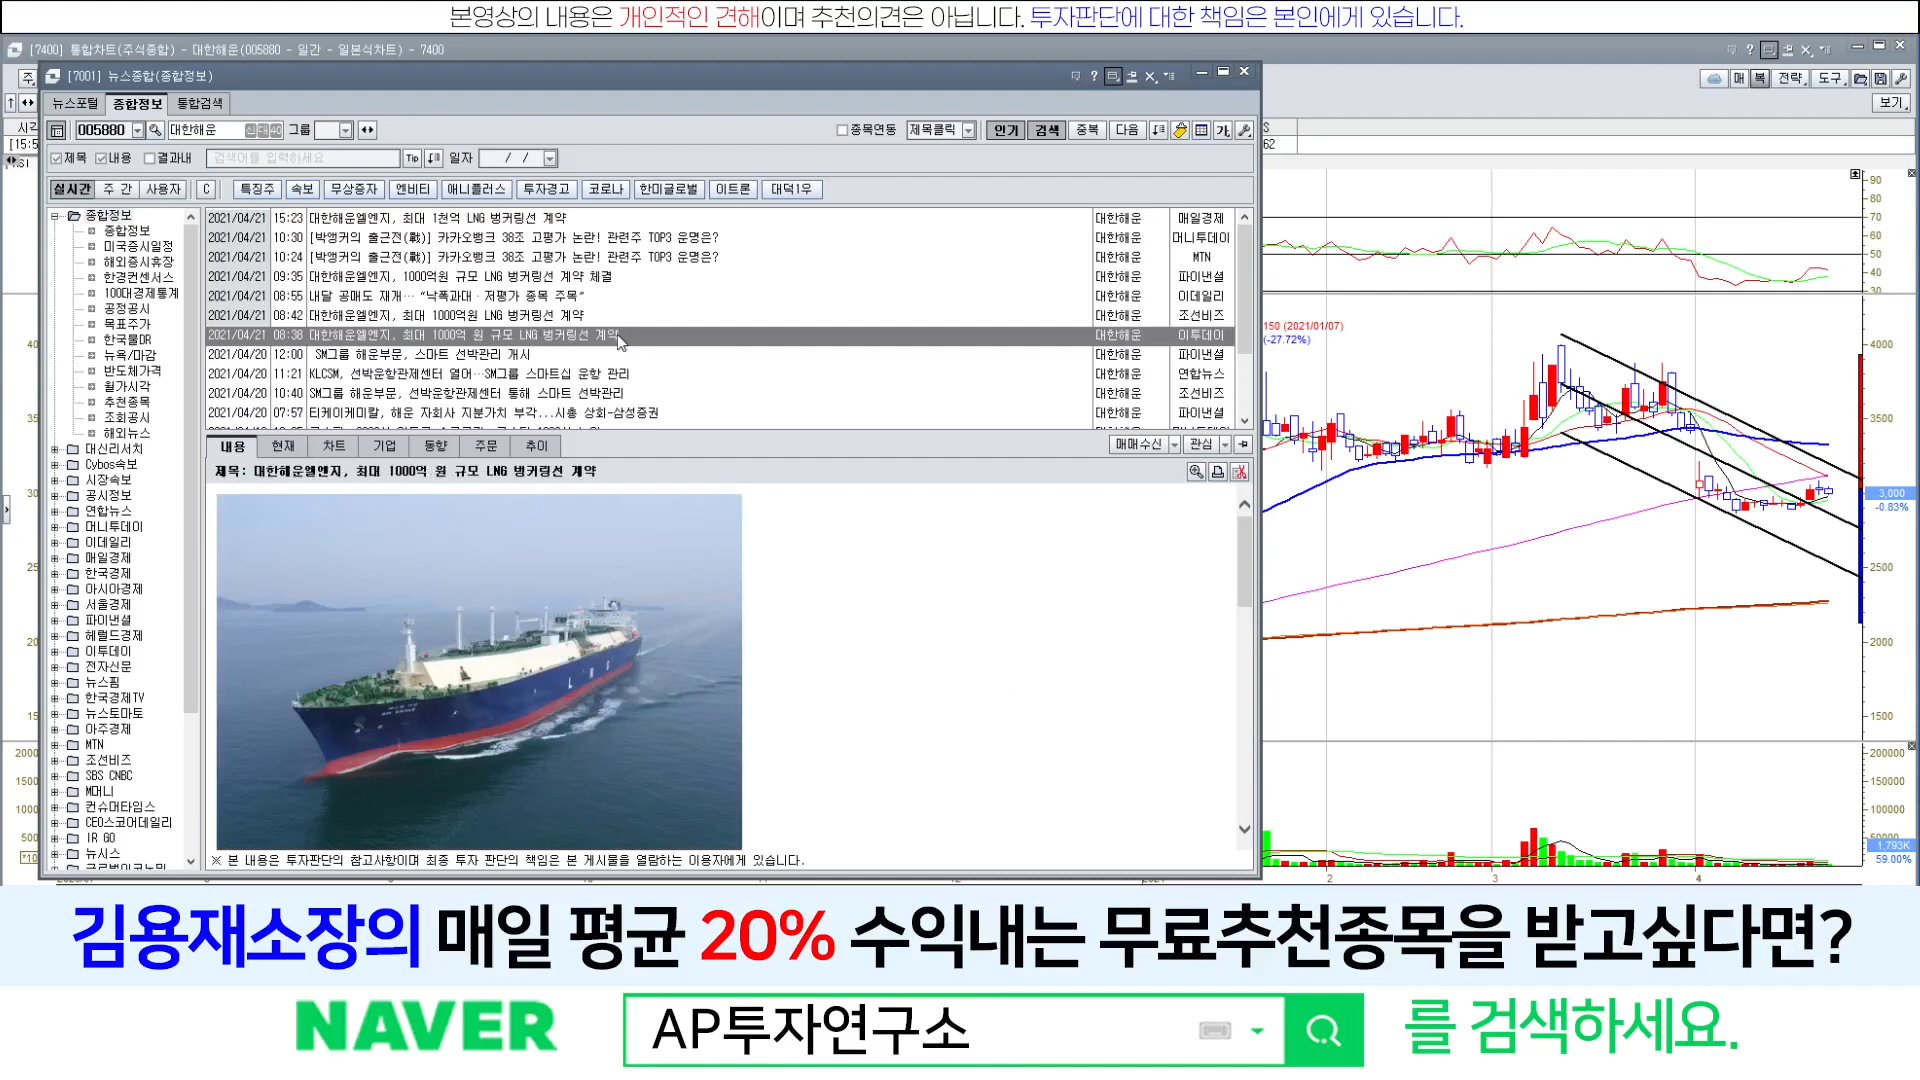 본영상의 내용은 개인적인 견해이며 추천의견은 아닙니다. 투자판단에 대한 책임은 본인에게 있습니다.
[7400] 통합차트(주식종합) - 대한해운(005880 - 일간 - 일본식차트) - 7400
[7001] 뉴스종합(종합정보)
매 복 전략 도구
보기
뉴스포털 종합정보 통합검색
005880 대한해운 신 대 40 그룹
종목연동 제목클릭 인기 검색 중복 다음 가
제목 내용 결과내 검색어를 입력하세요 Tip 일자 / /
실시간 주 간 사용자 C 특징주 속보 무상증자 엔비티 애니플러스 투자경고 코로나 한미글로벌 이트론 대덕1우
종합정보
종합정보
미국증시일정
해외증시휴장
한경컨센서스
100대경제통계
공정공시
목표주가
한국물DR
뉴욕/마감
반도체가격
월가시각
추천종목
조회공시
해외뉴스
대신리서치
Cybos속보
시장속보
공시정보
연합뉴스
머니투데이
이데일리
매일경제
한국경제
아시아경제
서울경제
파이낸셜
헤럴드경제
이투데이
전자신문
뉴스핌
한국경제TV
뉴스토마토
아주경제
MTN
조선비즈
SBS CNBC
M머니
컨슈머타임스
CEO스코어데일리
IR GO
뉴시스
2021/04/21 15:23 대한해운엘엔지, 최대 1천억 LNG 벙커링선 계약 대한해운 매일경제
2021/04/21 10:30 [박앵커의 출근전(戰)] 카카오뱅크 38조 고평가 논란! 관련주 TOP3 운명은? 대한해운 머니투데이
2021/04/21 10:24 [박앵커의 출근전(戰)] 카카오뱅크 38조 고평가 논란! 관련주 TOP3 운명은? 대한해운 MTN
2021/04/21 09:35 대한해운엘엔지, 1000억원 규모 LNG 벙커링선 계약 체결 대한해운 파이낸셜
2021/04/21 08:55 내달 공매도 재개… “낙폭과대ㆍ저평가 종목 주목” 대한해운 이데일리
2021/04/21 08:42 대한해운엘엔지, 최대 1000억원 LNG 벙커링선 계약 대한해운 조선비즈
2021/04/21 08:38 대한해운엘엔지, 최대 1000억 원 규모 LNG 벙커링선 계약 대한해운 이투데이
2021/04/20 12:00 SM그룹 해운부문, 스마트 선박관리 개시 대한해운 파이낸셜
2021/04/20 11:21 KLCSM, 선박운항관제센터 열어…SM그룹 스마트십 운항 관리 대한해운 연합뉴스
2021/04/20 10:40 SM그룹 해운부문, 선박운항관제센터 통해 스마트 선박관리 대한해운 조선비즈
2021/04/20 07:57 티케이케미칼, 해운 자회사 지분가치 부각...시총 상회-삼성증권 대한해운 파이낸셜
내용 현재 차트 기업 동향 주문 추이 매매수신 관심
제목: 대한해운엘엔지, 최대 1000억 원 규모 LNG 벙커링선 계약
L N G
※ 본 내용은 투자판단의 참고사항이며 최종 투자 판단의 책임은 본 게시물을 열람하는 이용자에게 있습니다.
90
80
70
60
50
40
30
150 (2021/01/07)
(-27.72%)
4000
3500
3,000
-0.83%
2500
2000
1500
200000
150000
100000
50000
1,793K
59.00%
2 3 4
김용재소장의 매일 평균 20% 수익내는 무료추천종목을 받고싶다면?
NAVER AP투자연구소 를 검색하세요.